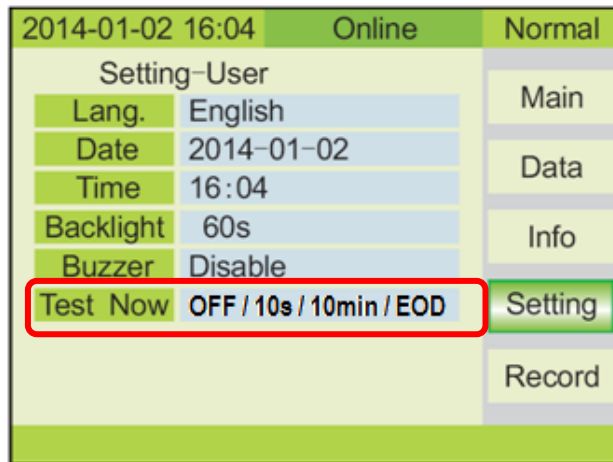 2014-01-02 16:04 Online Normal
Setting-User
Lang. English
Date 2014-01-02
Time 16:04
Backlight 60s
Buzzer Disable
Test Now OFF / 10s / 10min / EOD
Main
Data
Info
Setting
Record